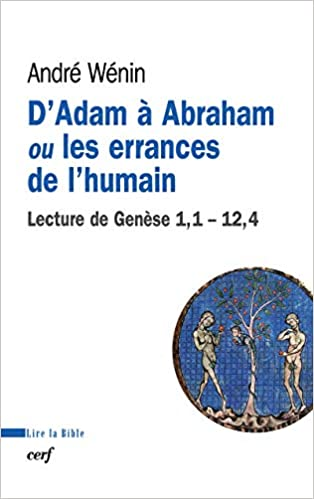 André Wénin
D'Adam à Abraham
ou les errances
de l'humain
Lecture de Genèse 1,1 – 12,4
Lire la Bible
cerf